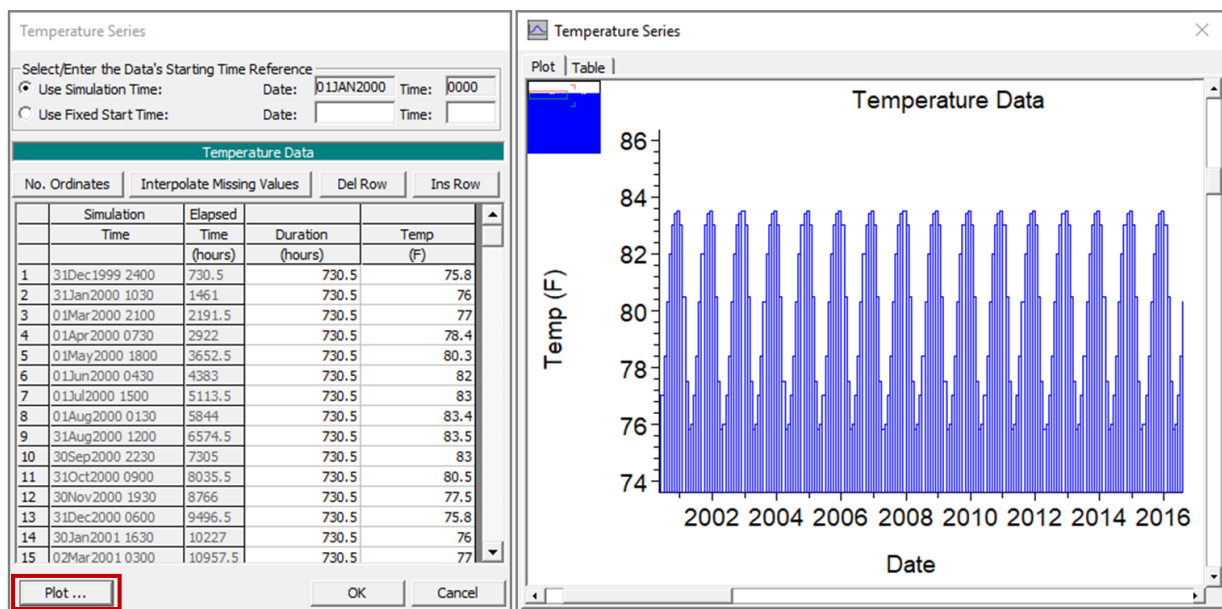 Temperature Series
Select/Enter the Data's Starting Time Reference
Use Simulation Time: Date: 01JAN2000 Time: 0000
Use Fixed Start Time: Date: Time:
Temperature Data
No. Ordinates Interpolate Missing Values Del Row Ins Row
Simulation Elapsed
Time Time Duration Temp
(hours) (hours) (F)
1 31Dec1999 2400 730.5 730.5 75.8
2 31Jan2000 1030 1461 730.5 76
3 01Mar2000 2100 2191.5 730.5 77
4 01Apr2000 0730 2922 730.5 78.4
5 01May2000 1800 3652.5 730.5 80.3
6 01Jun2000 0430 4383 730.5 82
7 01Jul2000 1500 5113.5 730.5 83
8 01Aug2000 0130 5844 730.5 83.4
9 31Aug2000 1200 6574.5 730.5 83.5
10 30Sep2000 2230 7305 730.5 83
11 31Oct2000 0900 8035.5 730.5 80.5
12 30Nov2000 1930 8766 730.5 77.5
13 31Dec2000 0600 9496.5 730.5 75.8
14 30Jan2001 1630 10227 730.5 76
15 02Mar2001 0300 10957.5 730.5 77
Plot ... OK Cancel
Temperature Series
Plot Table
Temperature Data
86
84
82
80
78
76
74
Temp (F)
2002 2004 2006 2008 2010 2012 2014 2016
Date